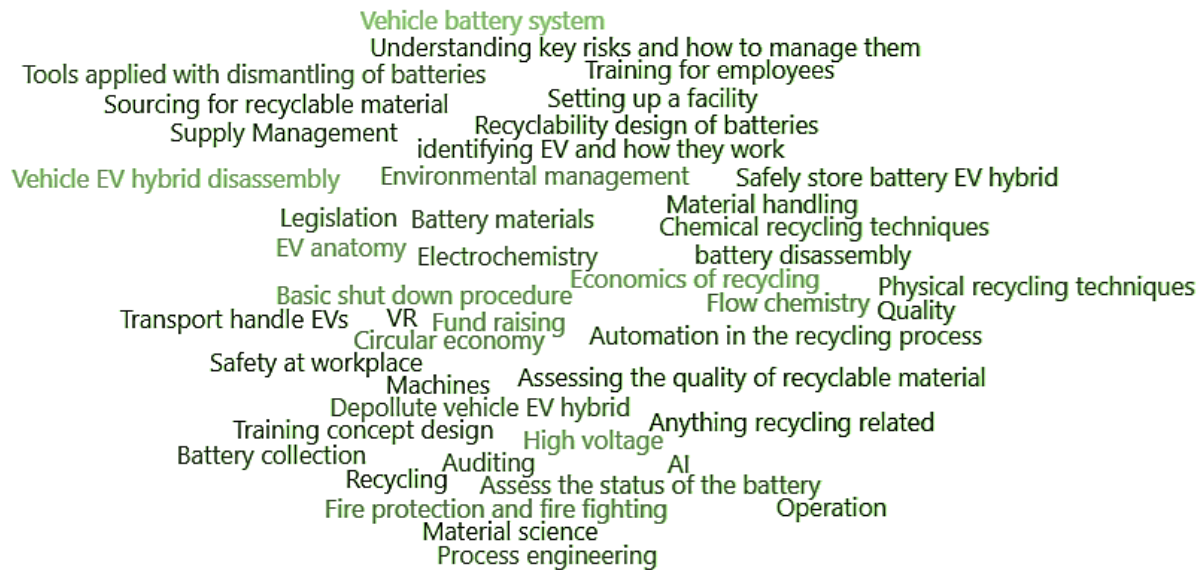 Vehicle battery system
Understanding key risks and how to manage them
Tools applied with dismantling of batteries
Training for employees
Sourcing for recyclable material
Setting up a facility
Supply Management
Recyclability design of batteries
identifying EV and how they work
Vehicle EV hybrid disassembly
Environmental management
Safely store battery EV hybrid
Material handling
Legislation
Battery materials
Chemical recycling techniques
EV anatomy
Electrochemistry
battery disassembly
Economics of recycling
Physical recycling techniques
Basic shut down procedure
Flow chemistry
Quality
Transport handle EVs
VR
Fund raising
Circular economy
Automation in the recycling process
Safety at workplace
Machines
Assessing the quality of recyclable material
Depollute vehicle EV hybrid
Anything recycling related
Training concept design
High voltage
Battery collection
Auditing
AI
Recycling
Assess the status of the battery
Fire protection and fire fighting
Operation
Material science
Process engineering